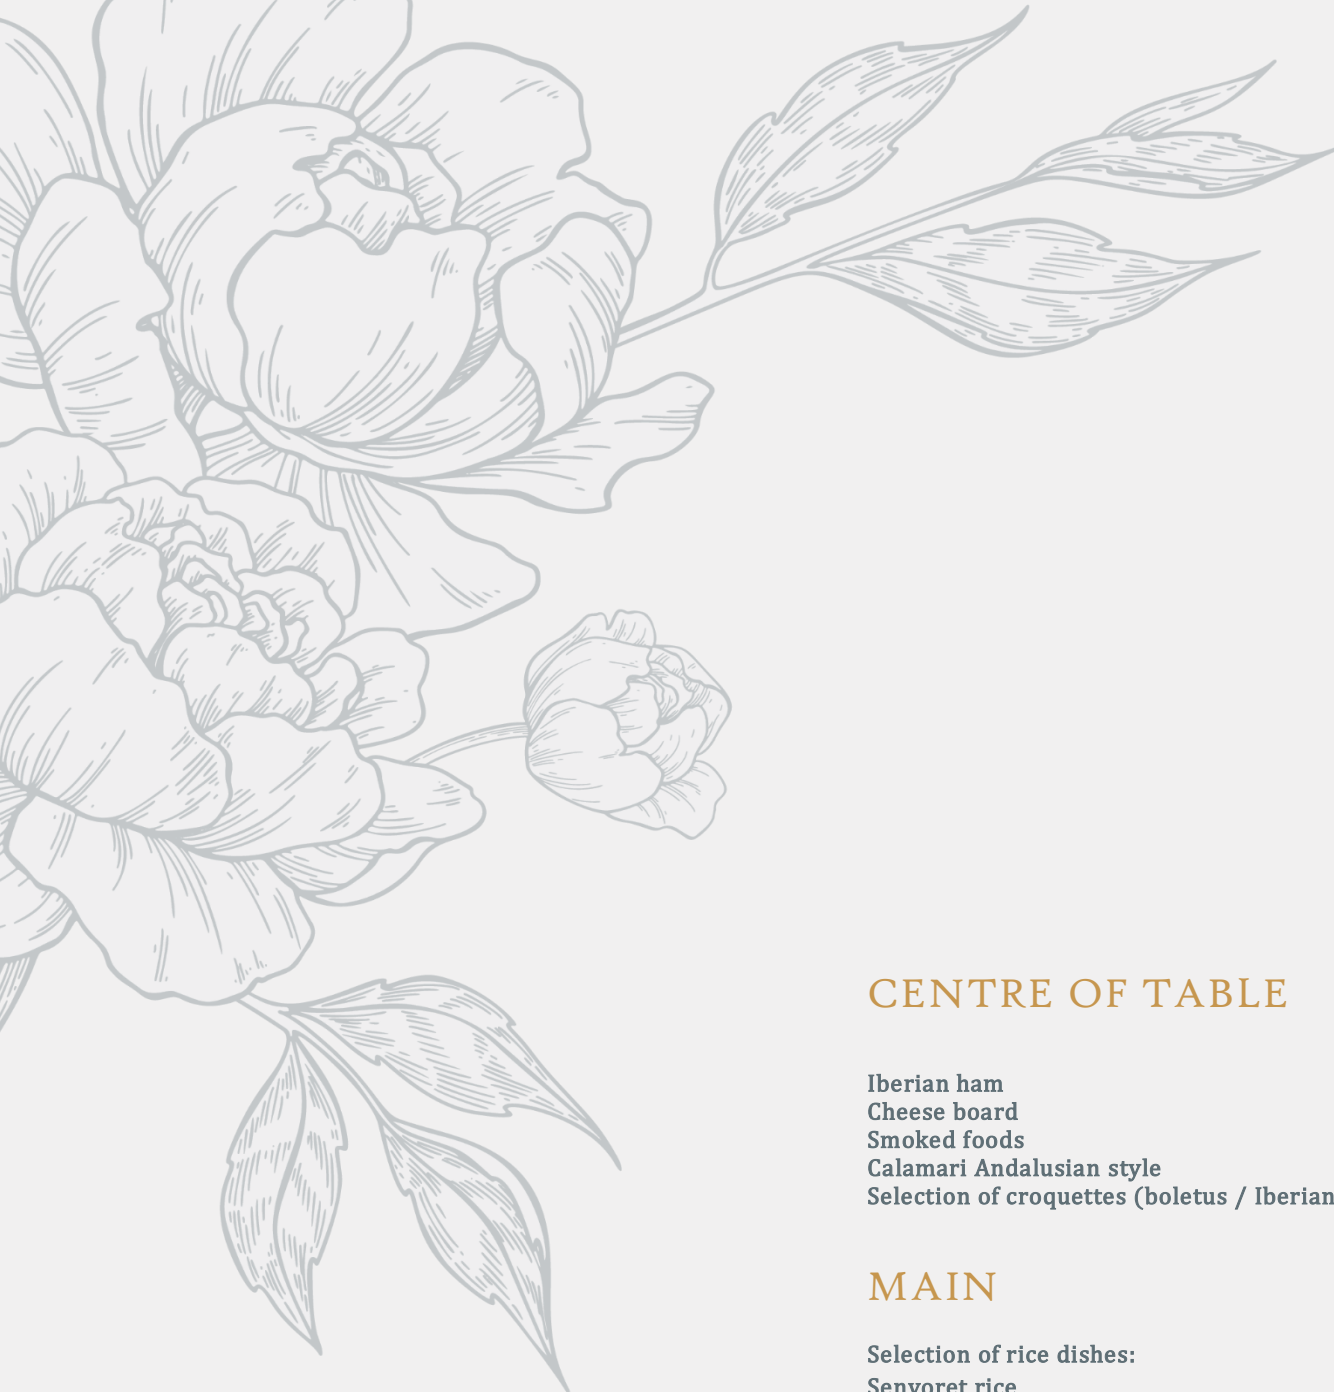 CENTRE OF TABLE
Iberian ham
Cheese board
Smoked foods
Calamari Andalusian style
Selection of croquettes (boletus / Iberian
MAIN
Selection of rice dishes:
Senyoret rice